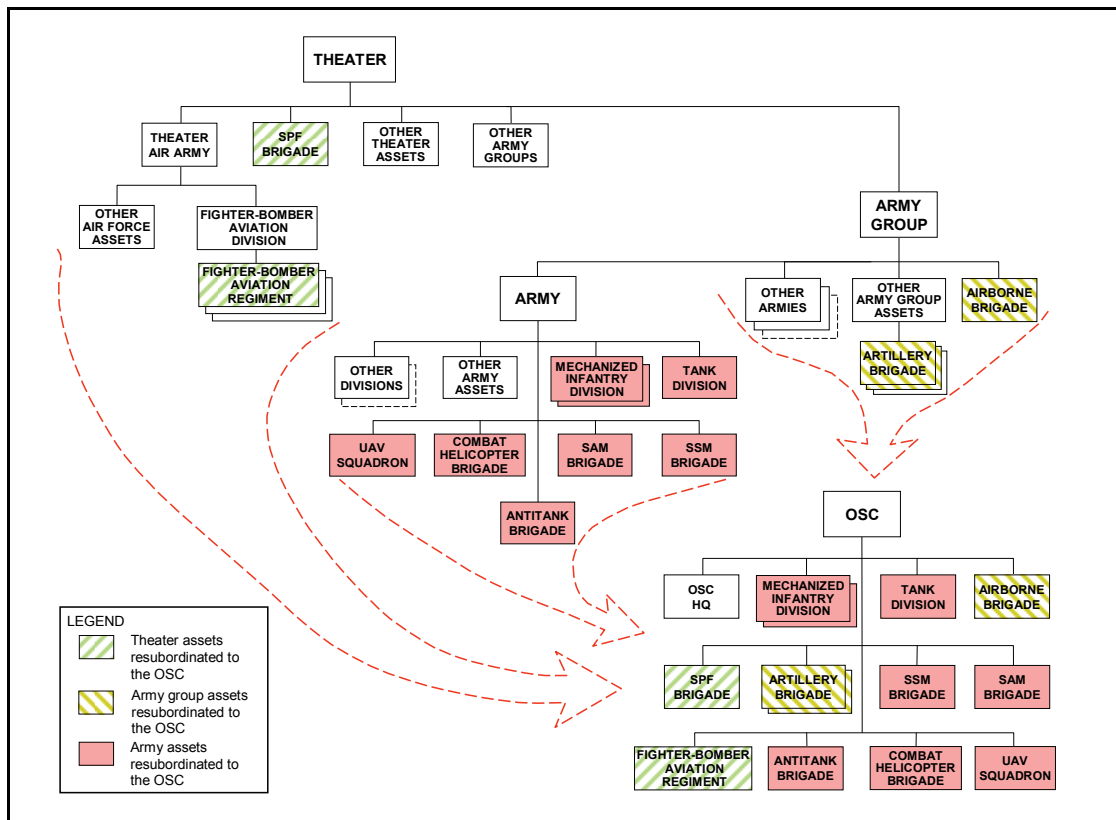 THEATER
THEATER
AIR ARMY
SPF
BRIGADE
OTHER
THEATER
ASSETS
OTHER
ARMY
GROUPS
OTHER
AIR FORCE
ASSETS
FIGHTER-BOMBER
AVIATION
DIVISION
FIGHTER-BOMBER
AVIATION
REGIMENT
ARMY
GROUP
ARMY
OTHER
ARMIES
OTHER
ARMY GROUP
ASSETS
AIRBORNE
BRIGADE
ARTILLERY
BRIGADE
OTHER
DIVISIONS
OTHER
ARMY
ASSETS
MECHANIZED
INFANTRY
DIVISION
TANK
DIVISION
UAV
SQUADRON
COMBAT
HELICOPTER
BRIGADE
SAM
BRIGADE
SSM
BRIGADE
ANTITANK
BRIGADE
OSC
OSC
HQ
MECHANIZED
INFANTRY
DIVISION
TANK
DIVISION
AIRBORNE
BRIGADE
SPF
BRIGADE
ARTILLERY
BRIGADE
SSM
BRIGADE
SAM
BRIGADE
FIGHTER-BOMBER
AVIATION
REGIMENT
ANTITANK
BRIGADE
COMBAT
HELICOPTER
BRIGADE
UAV
SQUADRON
LEGEND
Theater assets
resubordinated to
the OSC
Army group assets
resubordinated to
the OSC
Army assets
resubordinated to
the OSC